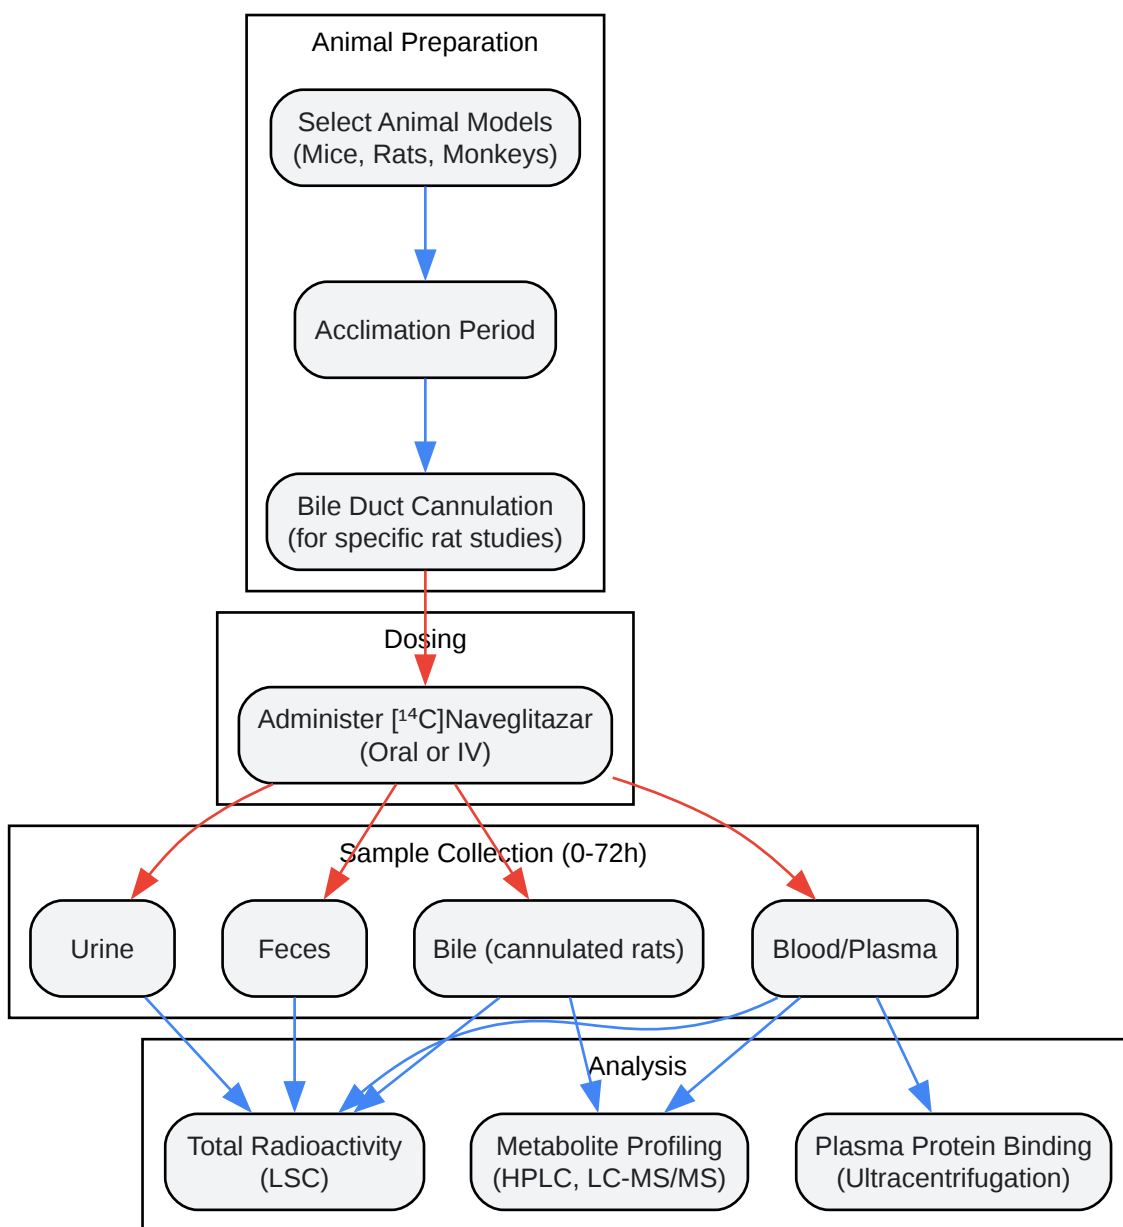 Animal Preparation
Select Animal Models
(Mice, Rats, Monkeys)
Acclimation Period
Bile Duct Cannulation
(for specific rat studies)
Dosing
Administer [¹⁴C]Naveglitazar
(Oral or IV)
Sample Collection (0-72h)
Urine
Feces
Bile (cannulated rats)
Blood/Plasma
Analysis
Total Radioactivity
(LSC)
Metabolite Profiling
(HPLC, LC-MS/MS)
Plasma Protein Binding
(Ultracentrifugation)